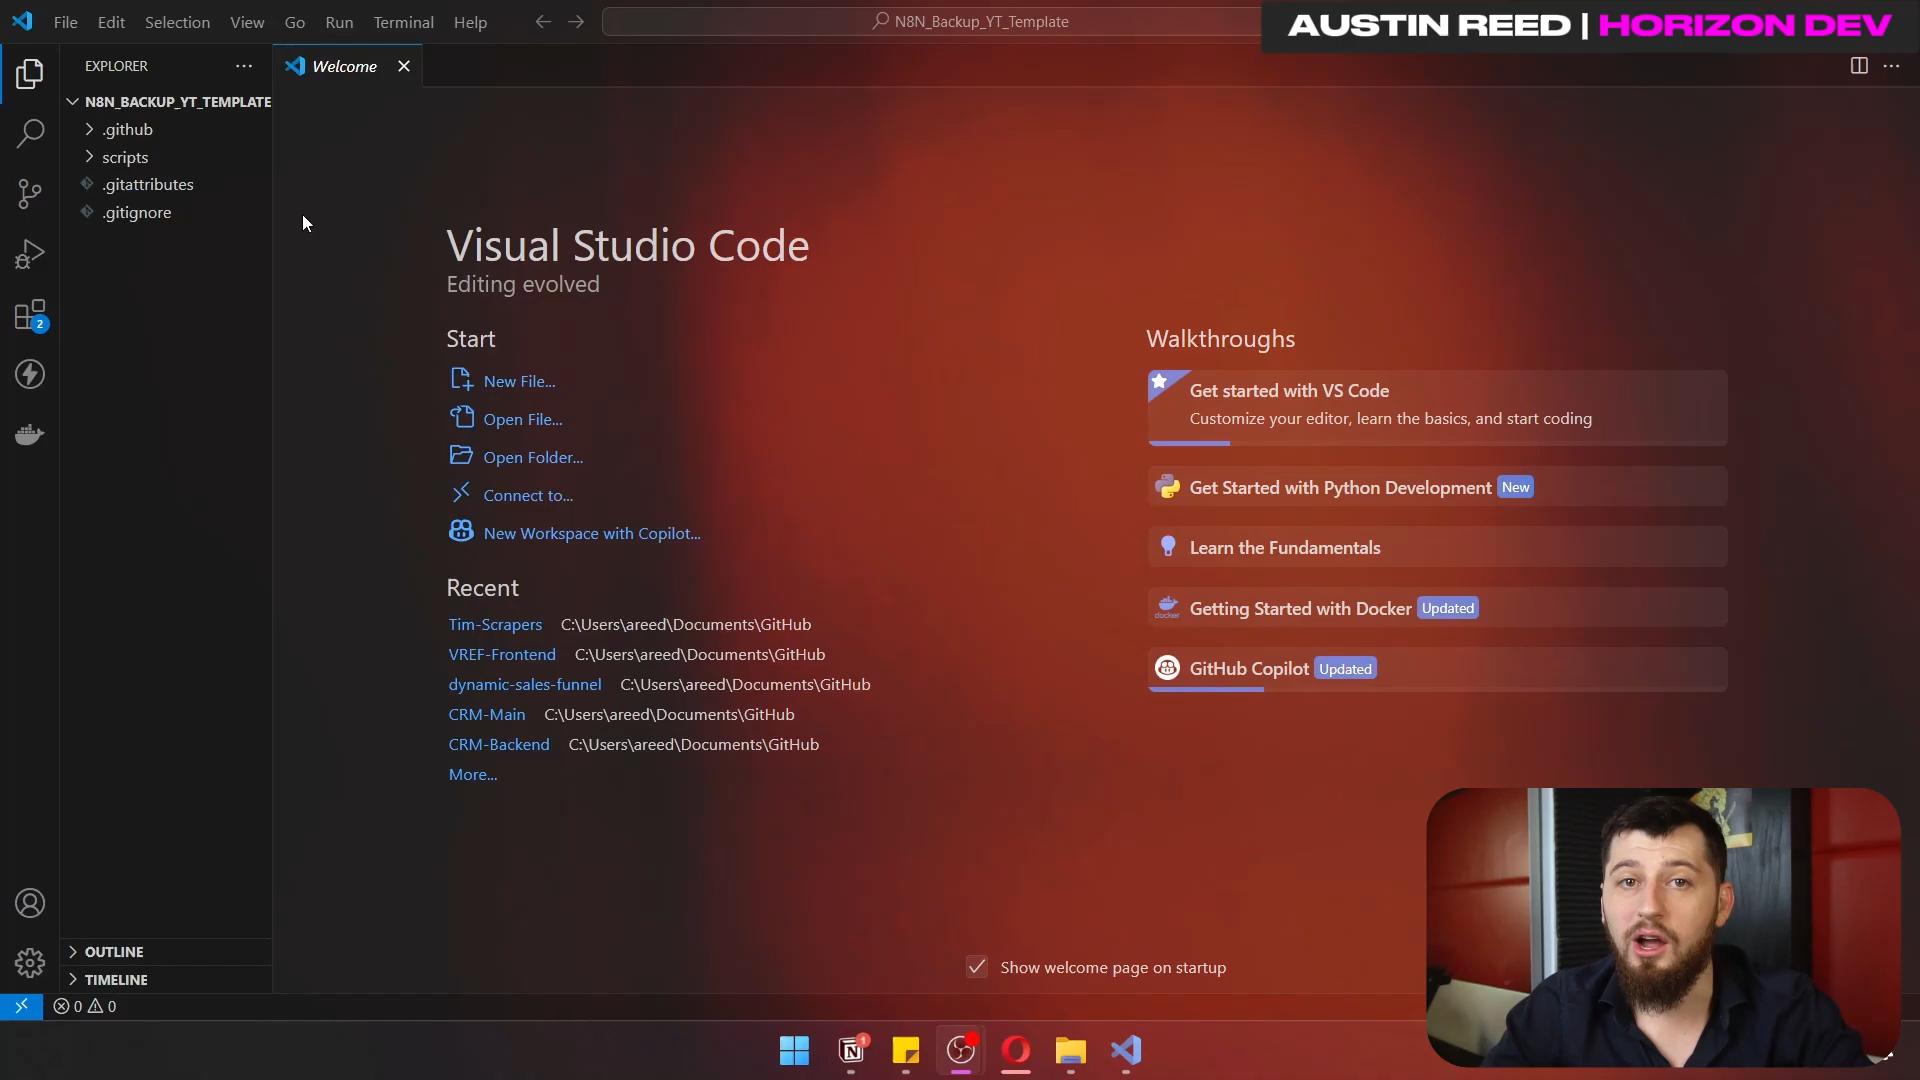 File Edit Selection View Go Run Terminal Help
N8N_Backup_YT_Template
AUSTIN REED | HORIZON DEV
EXPLORER
Welcome
N8N_BACKUP_YT_TEMPLATE
.github
scripts
.gitattributes
.gitignore
2
Visual Studio Code
Editing evolved
Start
New File...
Open File...
Open Folder...
Connect to...
New Workspace with Copilot...
Recent
Tim-Scrapers C:\Users\areed\Documents\GitHub
VREF-Frontend C:\Users\areed\Documents\GitHub
dynamic-sales-funnel C:\Users\areed\Documents\GitHub
CRM-Main C:\Users\areed\Documents\GitHub
CRM-Backend C:\Users\areed\Documents\GitHub
More...
Walkthroughs
Get started with VS Code
Customize your editor, learn the basics, and start coding
Get Started with Python Development New
Learn the Fundamentals
docker
Getting Started with Docker Updated
GitHub Copilot Updated
Show welcome page on startup
OUTLINE
TIMELINE
0 0
N 1